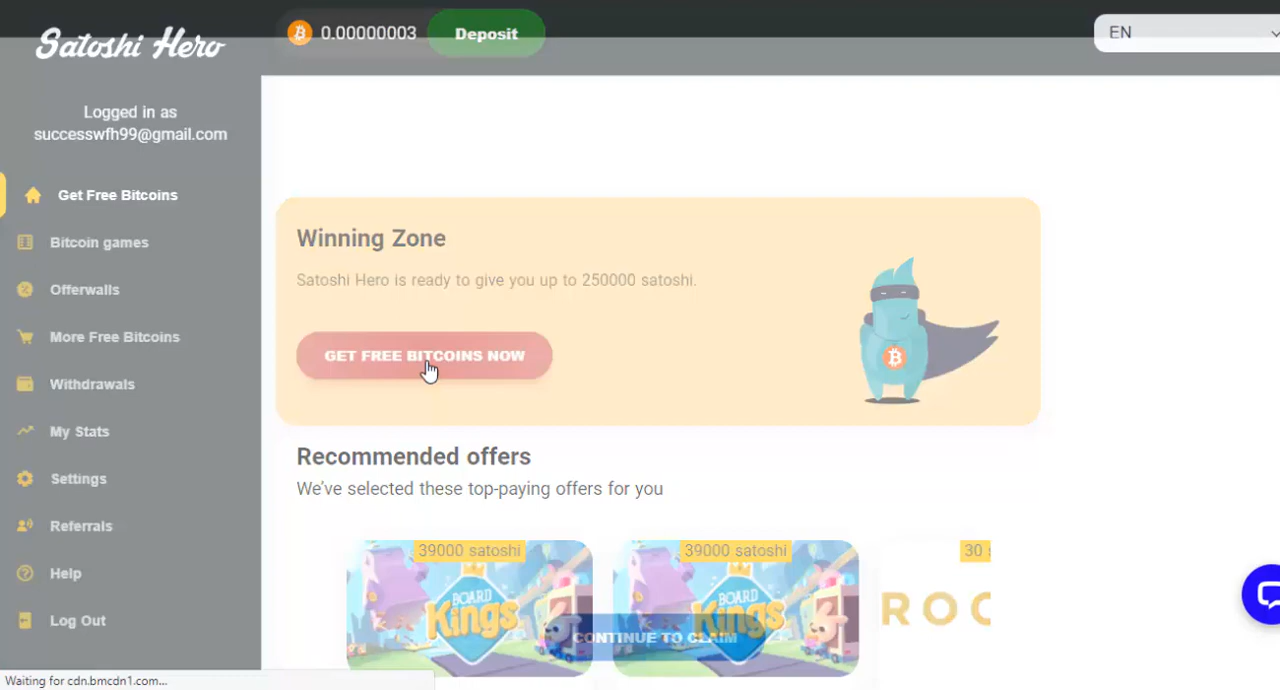 Satoshi Hero
0.00000003
Deposit
EN
Logged in as
successwfh99@gmail.com
Get Free Bitcoins
Bitcoin games
Offerwalls
More Free Bitcoins
Withdrawals
My Stats
Settings
Referrals
Help
Log Out
Winning Zone
Satoshi Hero is ready to give you up to 250000 satoshi.
GET FREE BITCOINS NOW
Recommended offers
We've selected these top-paying offers for you
39000 satoshi
39000 satoshi
30 s
BOARD
Kings
BOARD
Kings
ROC
CONTINUE TO CLAIM
Waiting for cdn.bmcdn1.com...